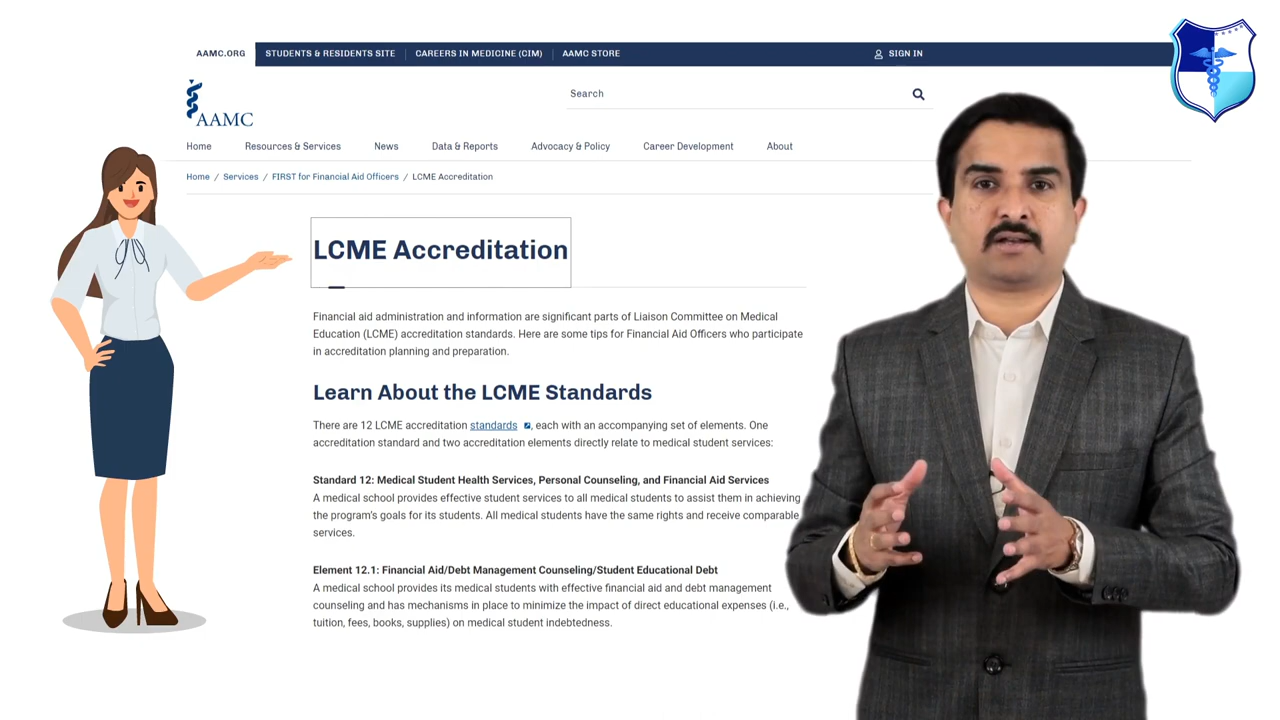 AAMC.ORG STUDENTS & RESIDENTS SITE CAREERS IN MEDICINE (CIM) AAMC STORE SIGN IN
AAMC
Search
Home Resources & Services News Data & Reports Advocacy & Policy Career Development About
Home / Services / FIRST for Financial Aid Officers / LCME Accreditation
LCME Accreditation
Financial aid administration and information are significant parts of Liaison Committee on Medical
Education (LCME) accreditation standards. Here are some tips for Financial Aid Officers who participate
in accreditation planning and preparation.
Learn About the LCME Standards
There are 12 LCME accreditation standards , each with an accompanying set of elements. One
accreditation standard and two accreditation elements directly relate to medical student services:
Standard 12: Medical Student Health Services, Personal Counseling, and Financial Aid Services
A medical school provides effective student services to all medical students to assist them in achieving
the program's goals for its students. All medical students have the same rights and receive comparable
services.
Element 12.1: Financial Aid/Debt Management Counseling/Student Educational Debt
A medical school provides its medical students with effective financial aid and debt management
counseling and has mechanisms in place to minimize the impact of direct educational expenses (i.e.,
tuition, fees, books, supplies) on medical student indebtedness.